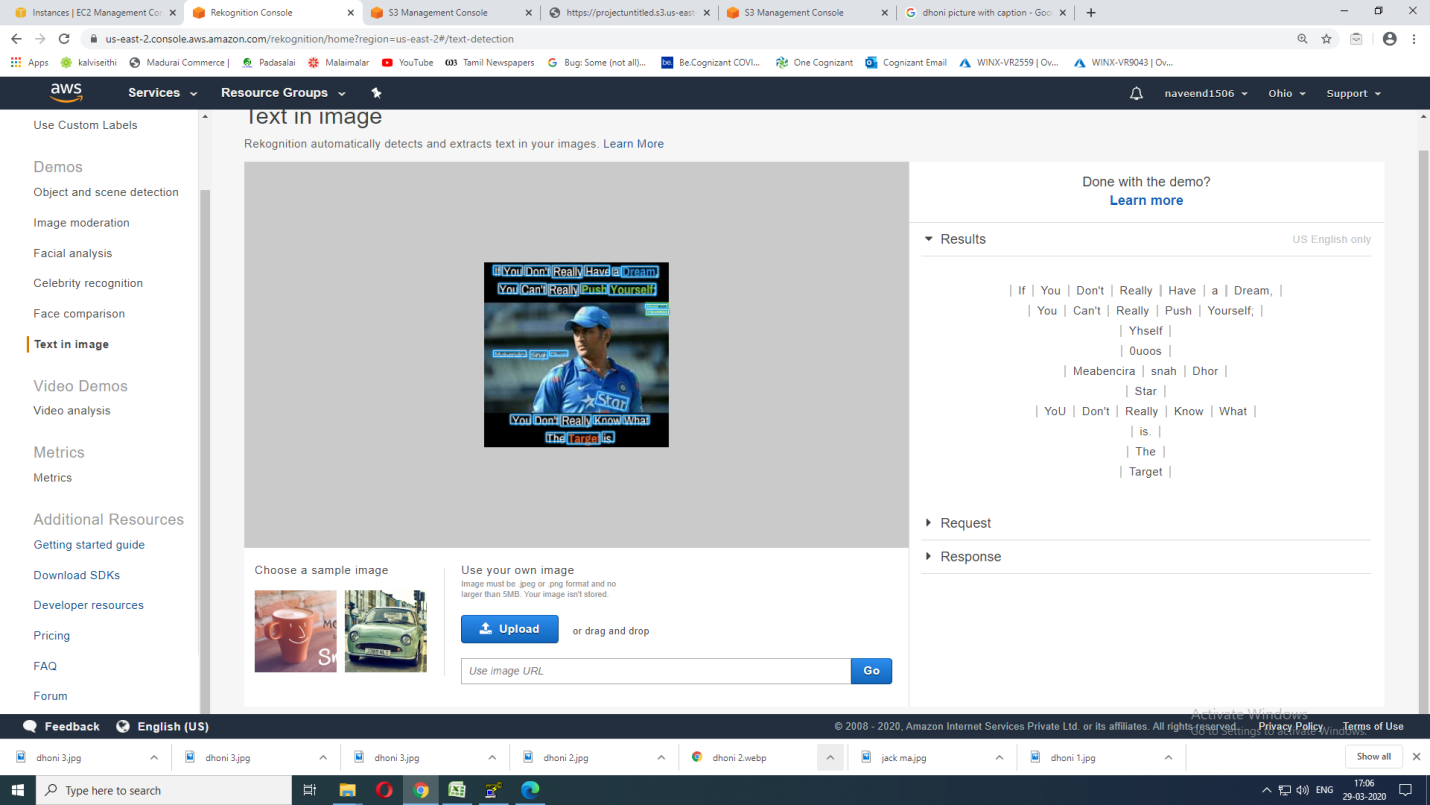 Instances | EC2 Management Con
Rekognition Console
S3 Management Console
https://projectuntitled.s3.us-east-
S3 Management Console
dhoni picture with caption - Goo
us-east-2.console.aws.amazon.com/rekognition/home?region=us-east-2#/text-detection
Apps
kalviseithi
Madurai Commerce |
Padasalai
Malaimalar
YouTube
Tamil Newspapers
Bug: Some (not all)...
Be.Cognizant COVI...
One Cognizant
Cognizant Email
WINX-VR2559 | Ov...
WINX-VR9043 | Ov...
aws
Services
Resource Groups
naveend1506
Ohio
Support
Use Custom Labels
Demos
Object and scene detection
Image moderation
Facial analysis
Celebrity recognition
Face comparison
Text in image
Video Demos
Video analysis
Metrics
Metrics
Additional Resources
Getting started guide
Download SDKs
Developer resources
Pricing
FAQ
Forum
Text in image
Rekognition automatically detects and extracts text in your images. Learn More
If You Don't Really Have a Dream,
You Can't Really Push Yourself;
Star
You Don't Really Know What
The Target is.
Choose a sample image
Use your own image
Image must be .jpeg or .png format and no
larger than 5MB. Your image isn't stored.
Upload
or drag and drop
Use image URL
Go
Done with the demo?
Learn more
Results
US English only
| If | You | Don't | Really | Have | a | Dream, |
| You | Can't | Really | Push | Yourself; |
| Yhself |
| 0uoos |
| Meabencira | snah | Dhor |
| Star |
| YoU | Don't | Really | Know | What |
| is. |
| The |
| Target |
Request
Response
Activate Windows
Go to Settings to activate Windows.
Feedback
English (US)
© 2008 - 2020, Amazon Internet Services Private Ltd. or its affiliates. All rights reserved.
Privacy Policy
Terms of Use
dhoni 3.jpg
dhoni 3.jpg
dhoni 3.jpg
dhoni 2.jpg
dhoni 2.webp
jack ma.jpg
dhoni 1.jpg
Show all
Type here to search
ENG
17:06
29-03-2020